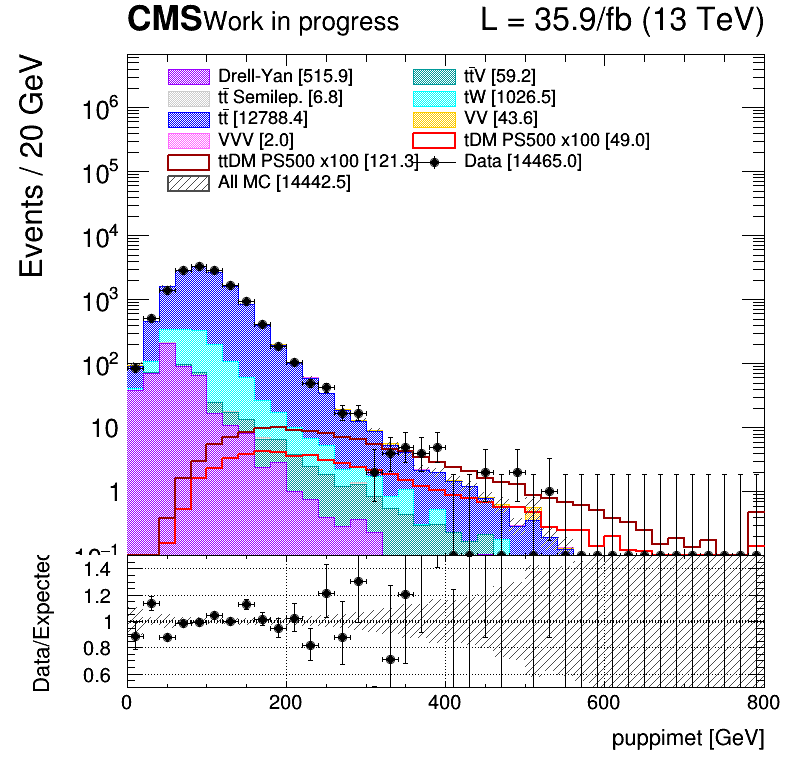 CMS Work in progress L = 35.9/fb (13 TeV)
Events / 20 GeV
Drell-Yan [515.9] tt̄V [59.2]
tt̄ Semilep. [6.8] tW [1026.5]
tt̄ [12788.4] VV [43.6]
VVV [2.0] tDM PS500 x100 [49.0]
ttDM PS500 x100 [121.3] Data [14465.0]
All MC [14442.5]
10⁶
10⁵
10⁴
10³
10²
10
1
10⁻¹
Data/Expected
1.4
1.2
1
0.8
0.6
0 200 400 600 800
puppimet [GeV]